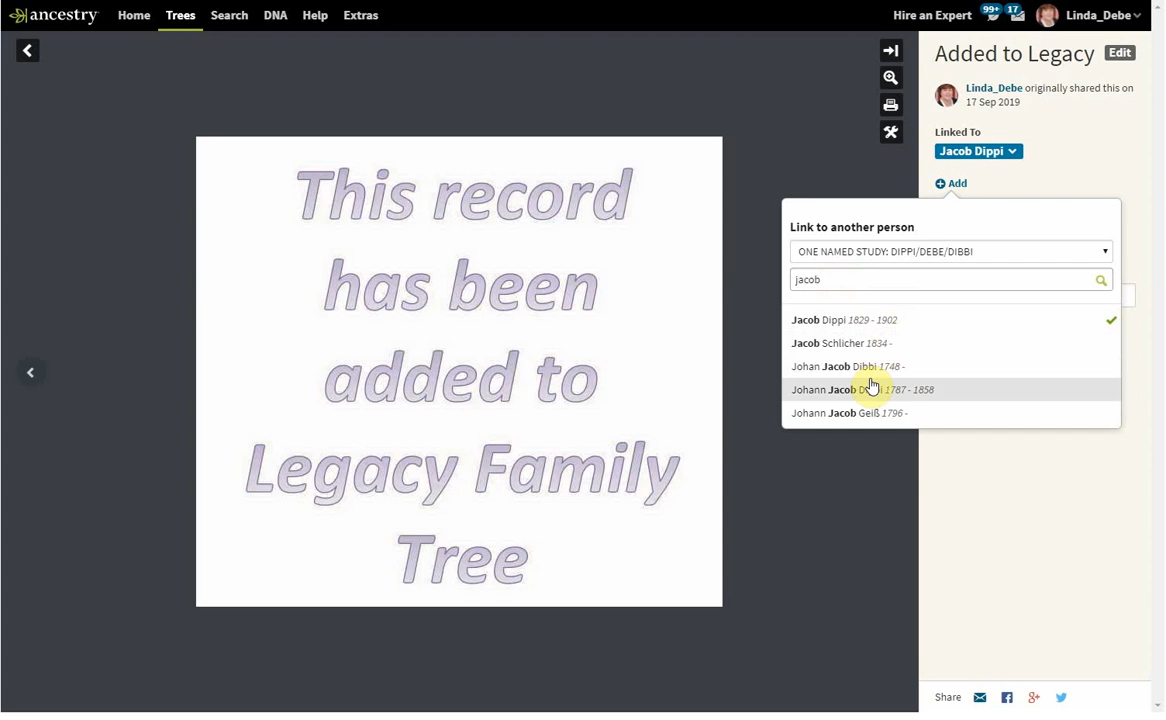 ancestry Home Trees Search DNA Help Extras Hire an Expert 99+ 17 Linda_Debe
This record
has been
added to
Legacy Family
Tree
Added to Legacy Edit
Linda_Debe originally shared this on
17 Sep 2019
Linked To
Jacob Dippi
Add
Link to another person
ONE NAMED STUDY: DIPPI/DEBE/DIBBI
jacob
Jacob Dippi 1829 - 1902
Jacob Schlicher 1834 -
Johan Jacob Dibbi 1748 -
Johann Jacob 1787 - 1858
Johann Jacob Geiß 1796 -
Share